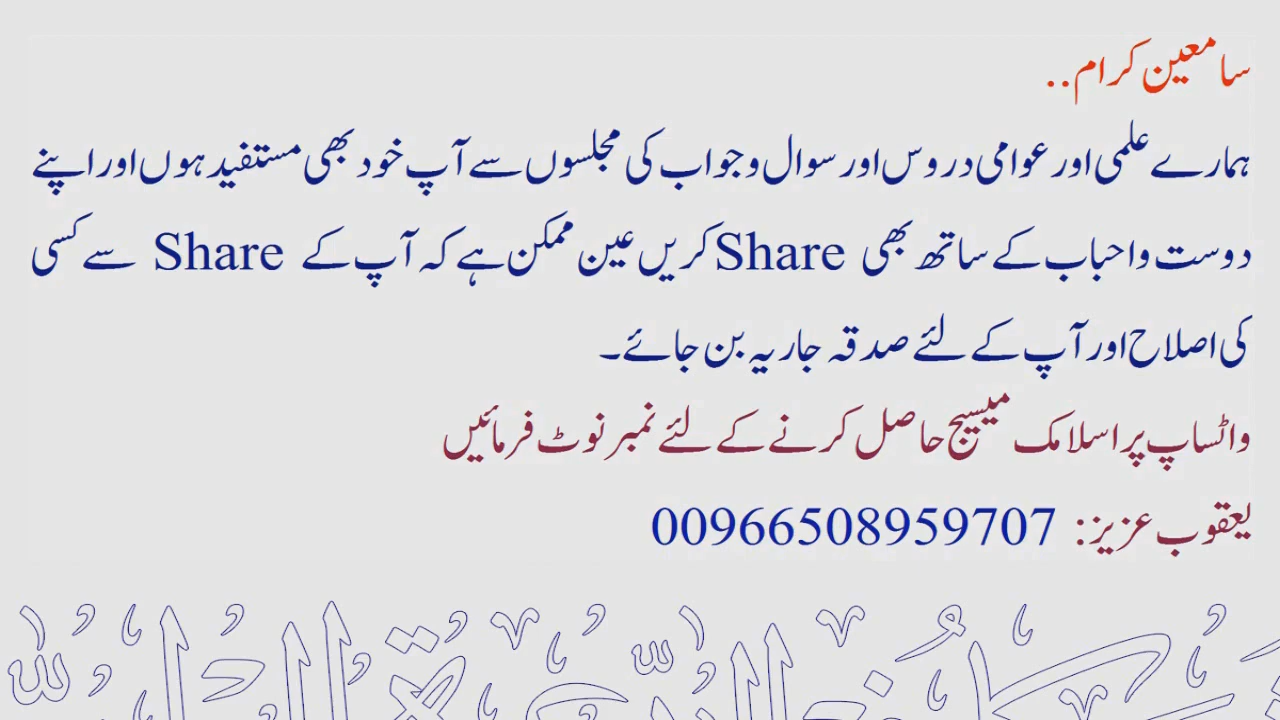 سامعین کرام..
ہمارے علمی اور عوامی دروس اور سوال وجواب کی مجلسوں سے آپ خود بھی مستفید ہوں اور اپنے
دوست واحباب کے ساتھ بھی Share کریں عین ممکن ہے کہ آپ کے Share سے کسی
کی اصلاح اور آپ کے لئے صدقہ جاریہ بن جائے۔
واٹساپ پر اسلامک میسیج حاصل کرنے کے لئے نمبر نوٹ فرمائیں
یعقوب عزیز: 00966508959707